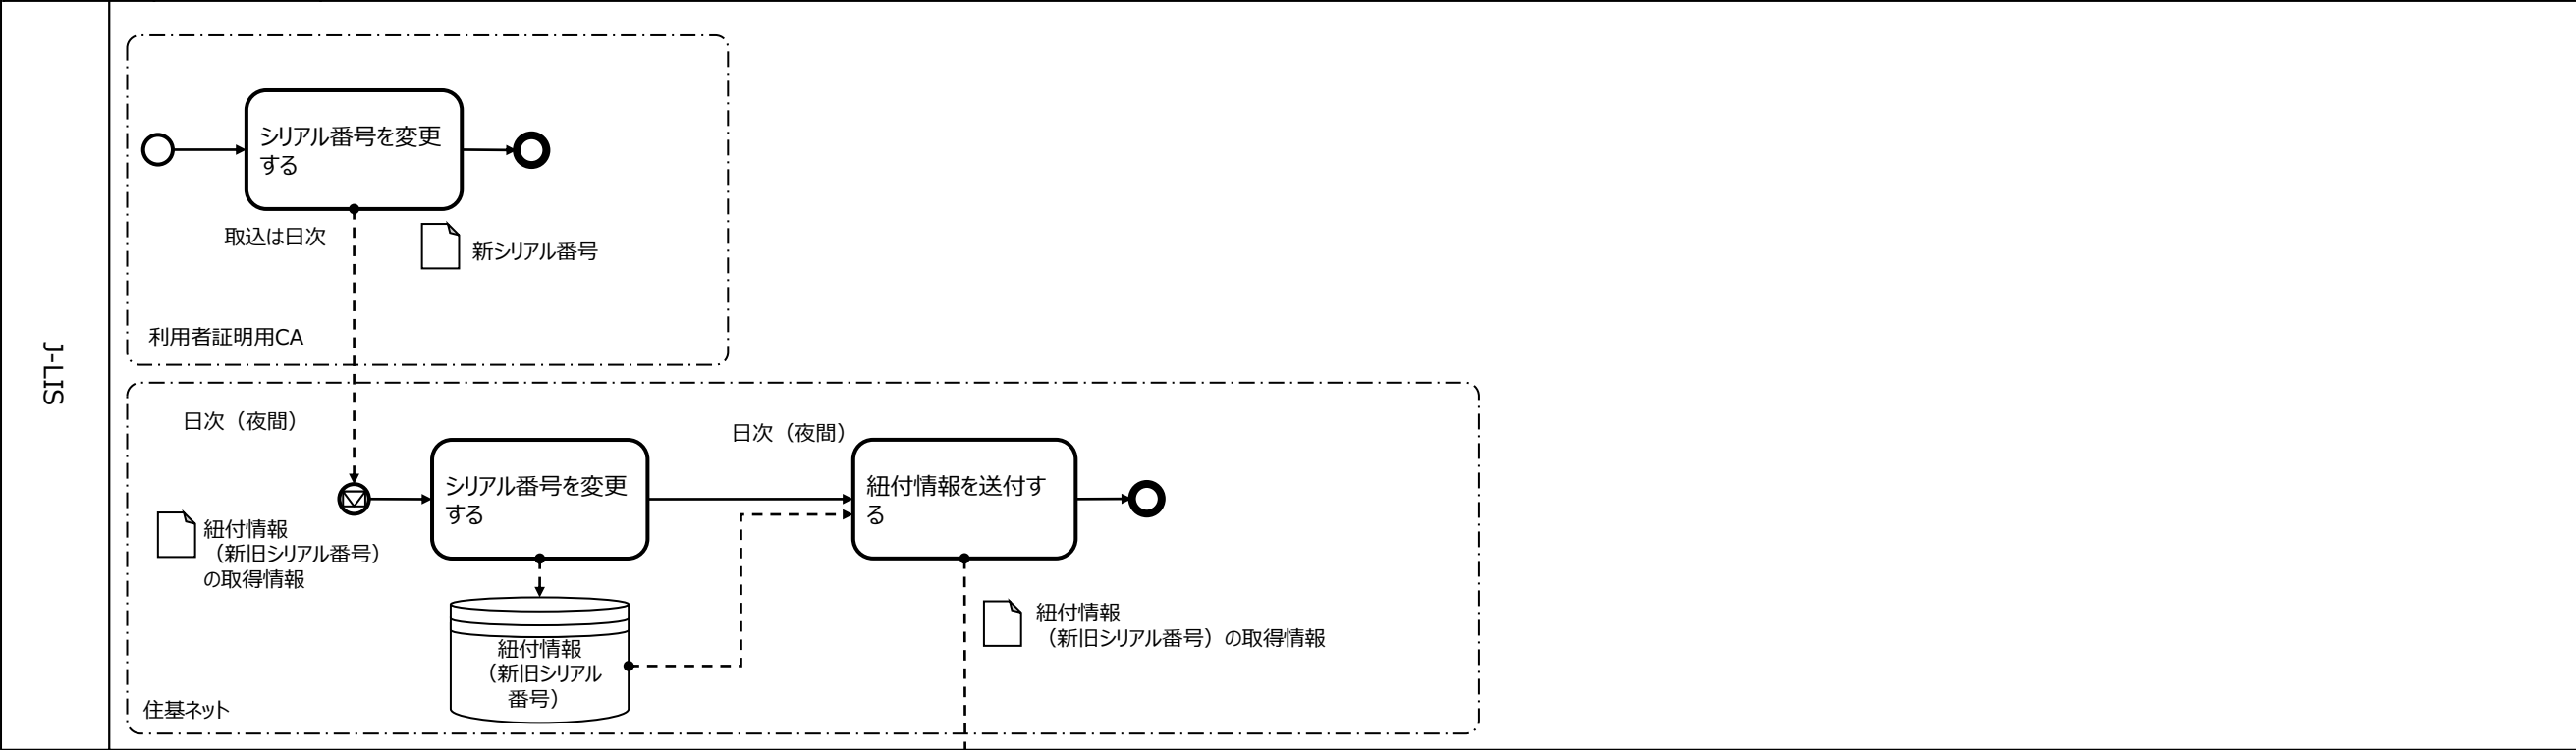 J-LIS
シリアル番号を変更
する
取込は日次
新シリアル番号
利用者証明用CA
日次（夜間）
日次（夜間）
シリアル番号を変更
する
紐付情報を送付す
る
紐付情報
（新旧シリアル番号）
の取得情報
紐付情報
（新旧シリアル番号）の取得情報
紐付情報
（新旧シリアル
番号）
住基ネット